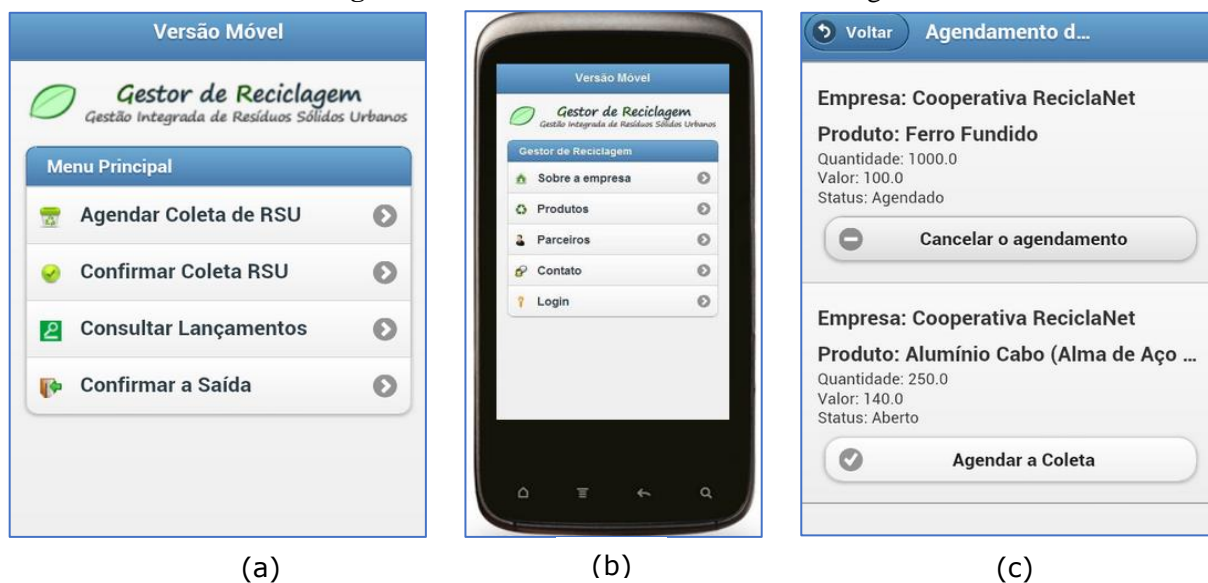 Versão Móvel
Gestor de Reciclagem
Gestão Integrada de Resíduos Sólidos Urbanos
Menu Principal
Agendar Coleta de RSU
Confirmar Coleta RSU
Consultar Lançamentos
Confirmar a Saída
(a)
Versão Móvel
Gestor de Reciclagem
Gestão Integrada de Resíduos Sólidos Urbanos
Gestor de Reciclagem
Sobre a empresa
Produtos
Parceiros
Contato
Login
(b)
Voltar Agendamento d...
Empresa: Cooperativa ReciclaNet
Produto: Ferro Fundido
Quantidade: 1000.0
Valor: 100.0
Status: Agendado
Cancelar o agendamento
Empresa: Cooperativa ReciclaNet
Produto: Alumínio Cabo (Alma de Aço ...
Quantidade: 250.0
Valor: 140.0
Status: Aberto
Agendar a Coleta
(c)